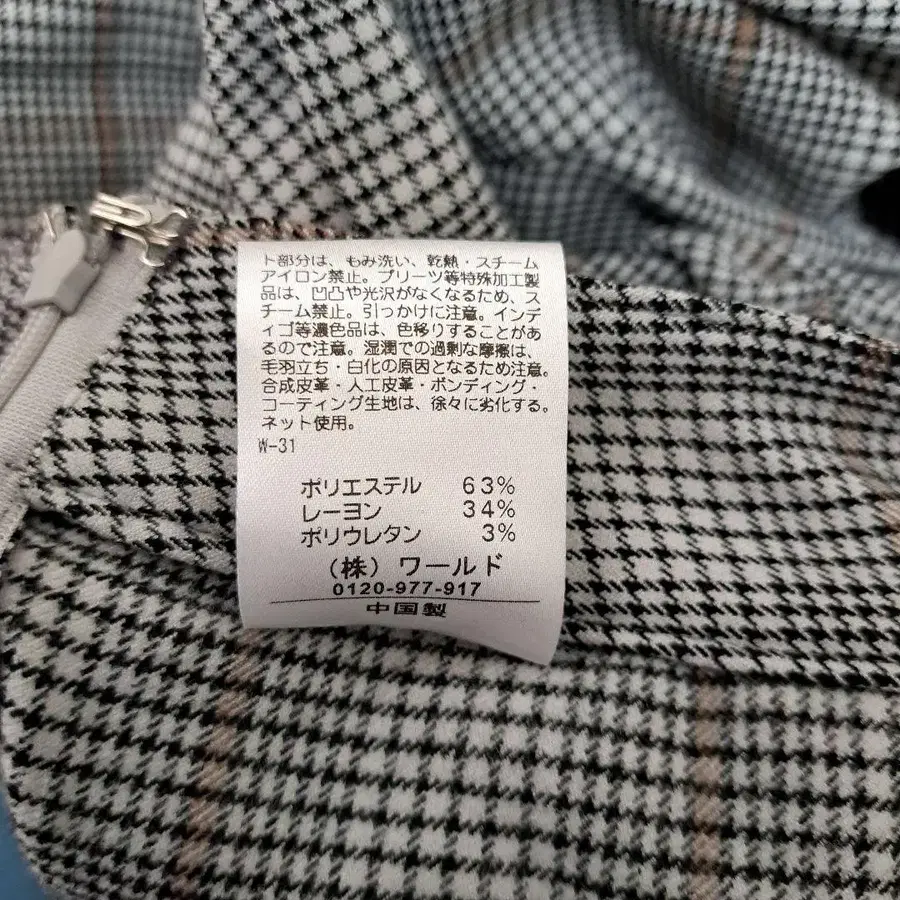 ト部分は、もみ洗い、乾熱・スチーム
アイロン禁止。プリーツ等特殊加工製
品は、凹凸や光沢がなくなるため、ス
チーム禁止。引っかけに注意。インデ
ィゴ等濃色品は、色移りすることがあ
るので注意。湿潤での過剰な摩擦は、
毛羽立ち・白化の原因となるため注意。
合成皮革・人工皮革・ボンディング・
コーティング生地は、徐々に劣化する。
ネット使用。
W-31
ポリエステル 63%
レーヨン 34%
ポリウレタン 3%
(株) ワールド
0120-977-917
中国製